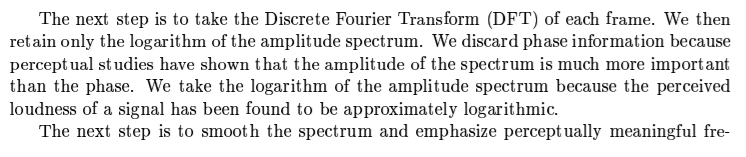 The next step is to take the Discrete Fourier Transform (DFT) of each frame. We then
retain only the logarithm of the amplitude spectrum. We discard phase information because
perceptual studies have shown that the amplitude of the spectrum is much more important
than the phase. We take the logarithm of the amplitude spectrum because the perceived
loudness of a signal has been found to be approximately logarithmic.
The next step is to smooth the spectrum and emphasize perceptually meaningful fre-